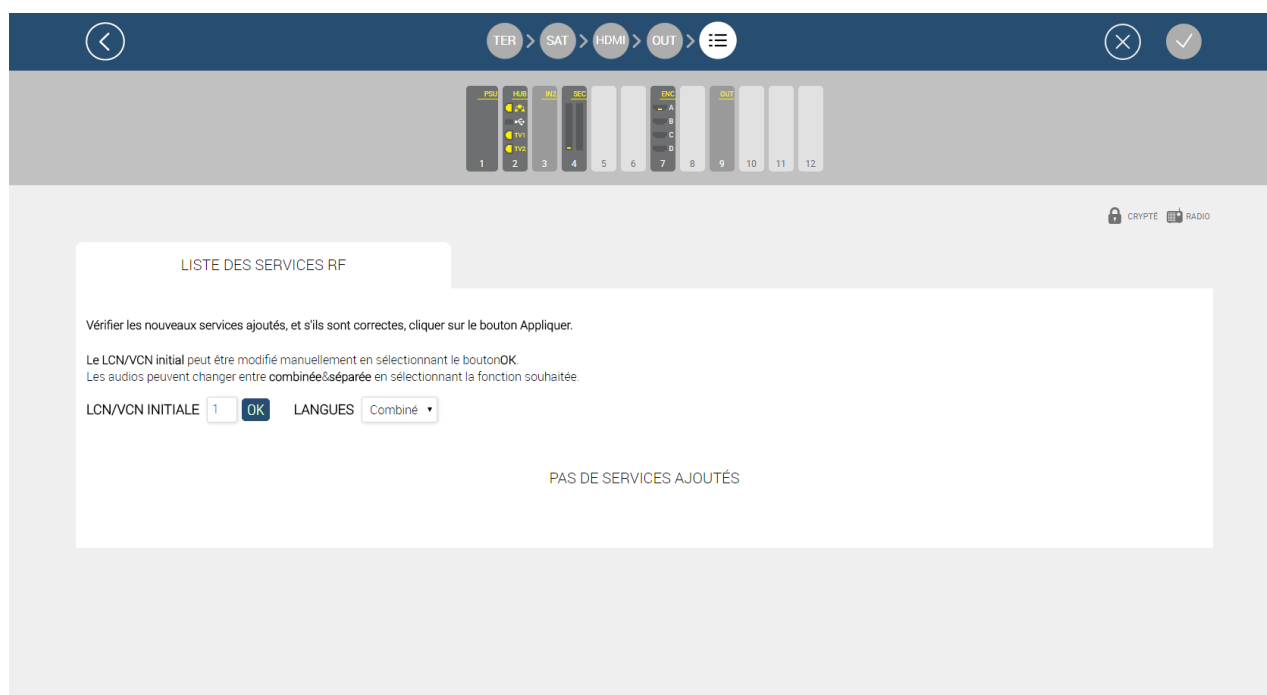 TER > SAT > HDMI > OUT >
PSU HUB IN2 SEC ENC OUT
A
B
TV1 C
TV2 D
1 2 3 4 5 6 7 8 9 10 11 12
CRYPTÉ RADIO
LISTE DES SERVICES RF
Vérifier les nouveaux services ajoutés, et s'ils sont correctes, cliquer sur le bouton Appliquer.
Le LCN/VCN initial peut être modifié manuellement en sélectionnant le boutonOK.
Les audios peuvent changer entre combinée&séparée en sélectionnant la fonction souhaitée.
LCN/VCN INITIALE 1 OK LANGUES Combiné
PAS DE SERVICES AJOUTÉS